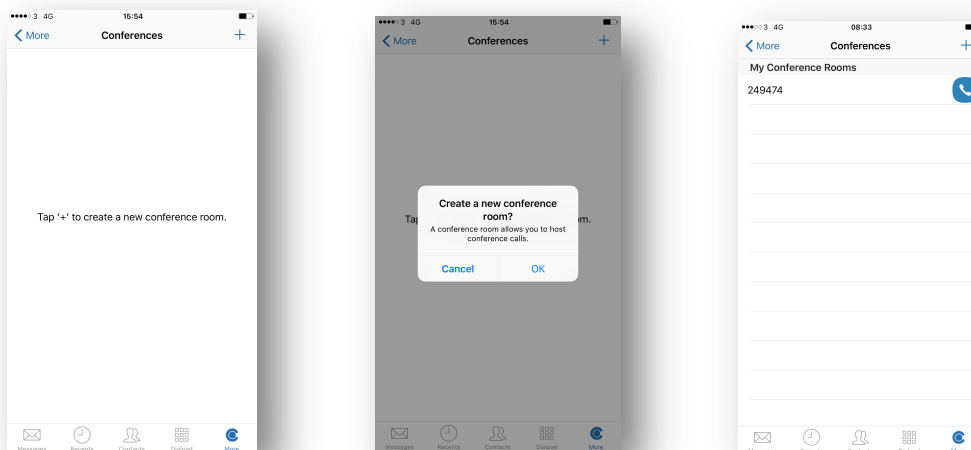 3 4G 15:54
More Conferences +
Tap '+' to create a new conference room.
Messages Recents Contacts Dialpad More
3 4G 15:54
More Conferences +
Tap
om.
Create a new conference
room?
A conference room allows you to host
conference calls.
Cancel OK
Messages Recents Contacts Dialpad More
3 4G 08:33
More Conferences +
My Conference Rooms
249474